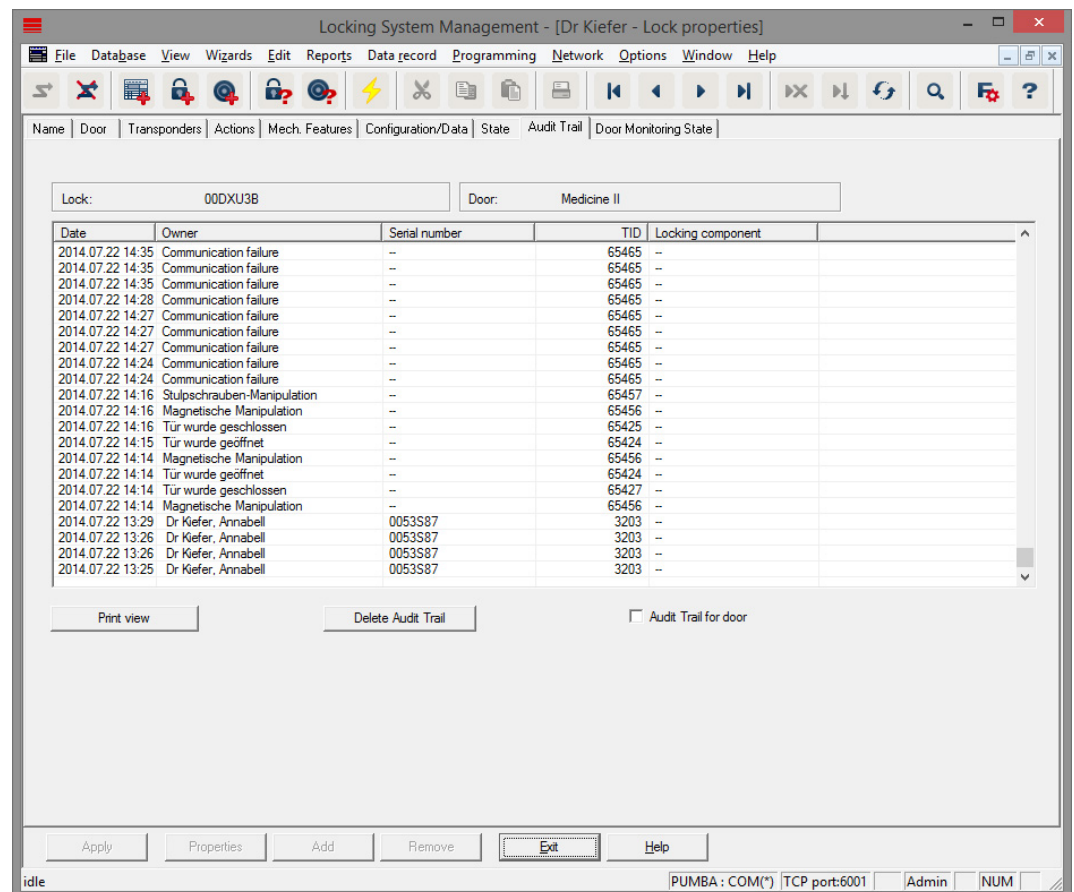 Locking System Management - [Dr Kiefer - Lock properties]
File Database View Wizards Edit Reports Data record Programming Network Options Window Help
Name Door Transponders Actions Mech. Features Configuration/Data State Audit Trail Door Monitoring State
Lock: 00DXU3B Door: Medicine II
Date Owner Serial number TID Locking component
2014.07.22 14:35 Communication failure -- 65465 --
2014.07.22 14:35 Communication failure -- 65465 --
2014.07.22 14:35 Communication failure -- 65465 --
2014.07.22 14:28 Communication failure -- 65465 --
2014.07.22 14:27 Communication failure -- 65465 --
2014.07.22 14:27 Communication failure -- 65465 --
2014.07.22 14:27 Communication failure -- 65465 --
2014.07.22 14:24 Communication failure -- 65465 --
2014.07.22 14:24 Communication failure -- 65465 --
2014.07.22 14:16 Stulpschrauben-Manipulation -- 65457 --
2014.07.22 14:16 Magnetische Manipulation -- 65456 --
2014.07.22 14:16 Tür wurde geschlossen -- 65425 --
2014.07.22 14:15 Tür wurde geöffnet -- 65424 --
2014.07.22 14:14 Magnetische Manipulation -- 65456 --
2014.07.22 14:14 Tür wurde geöffnet -- 65424 --
2014.07.22 14:14 Tür wurde geschlossen -- 65427 --
2014.07.22 14:14 Magnetische Manipulation -- 65456 --
2014.07.22 13:29 Dr Kiefer, Annabell 0053S87 3203 --
2014.07.22 13:26 Dr Kiefer, Annabell 0053S87 3203 --
2014.07.22 13:26 Dr Kiefer, Annabell 0053S87 3203 --
2014.07.22 13:25 Dr Kiefer, Annabell 0053S87 3203 --
Print view Delete Audit Trail Audit Trail for door
Apply Properties Add Remove Exit Help
idle PUMBA : COM(*) TCP port:6001 Admin NUM